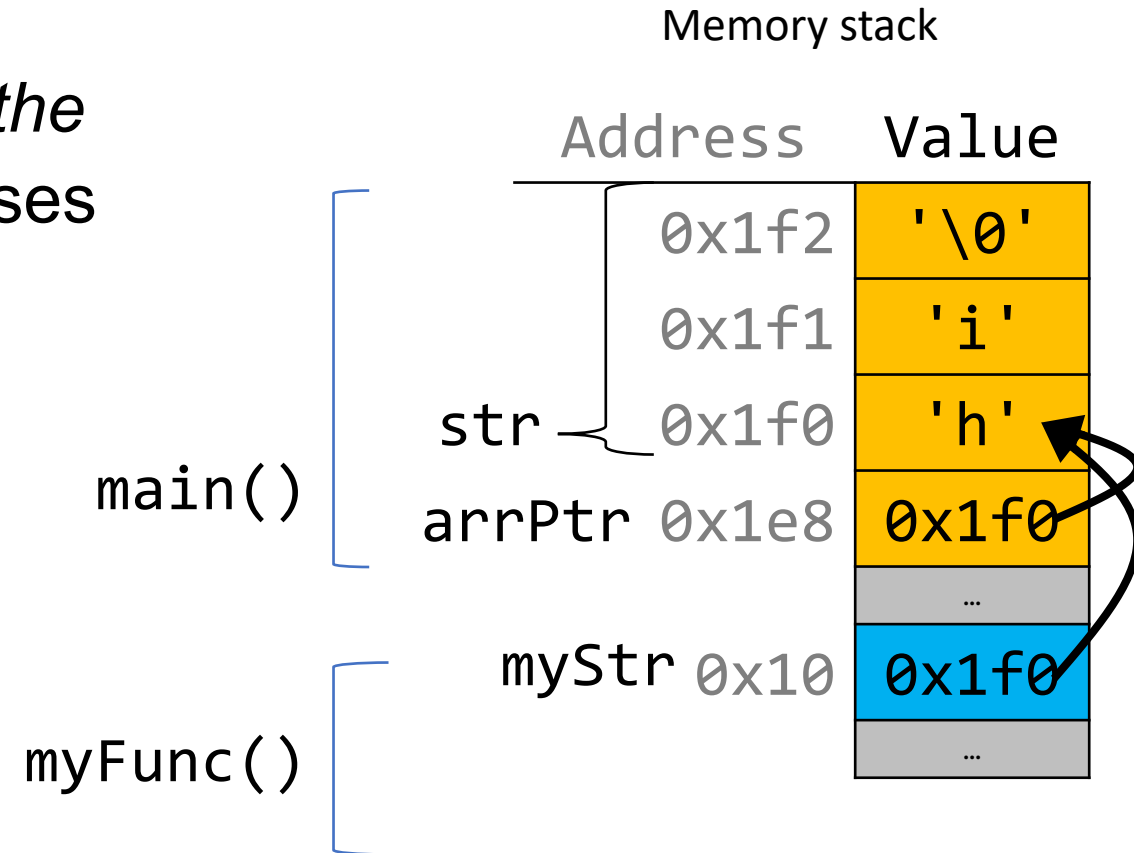 Memory stack
the
ses
Address Value
0x1f2 '\0'
0x1f1 'i'
str 0x1f0 'h'
main()
arrPtr 0x1e8 0x1f0
…
myStr 0x10 0x1f0
myFunc()
…